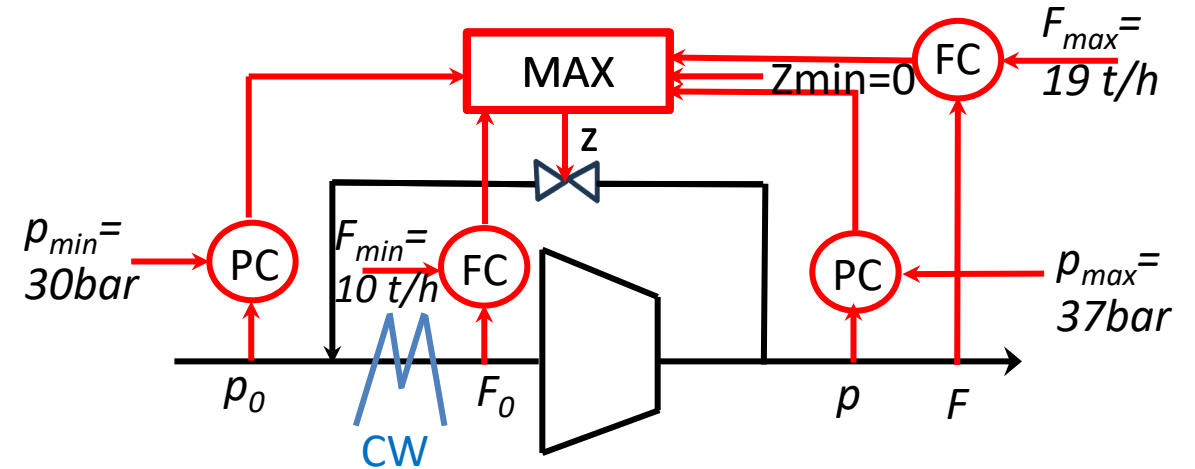 MAX
FC
F_max=
19 t/h
Zmin=0
z
p_min=
30bar
PC
F_min=
10 t/h
FC
PC
p_max=
37bar
p_0
CW
F_0
p
F